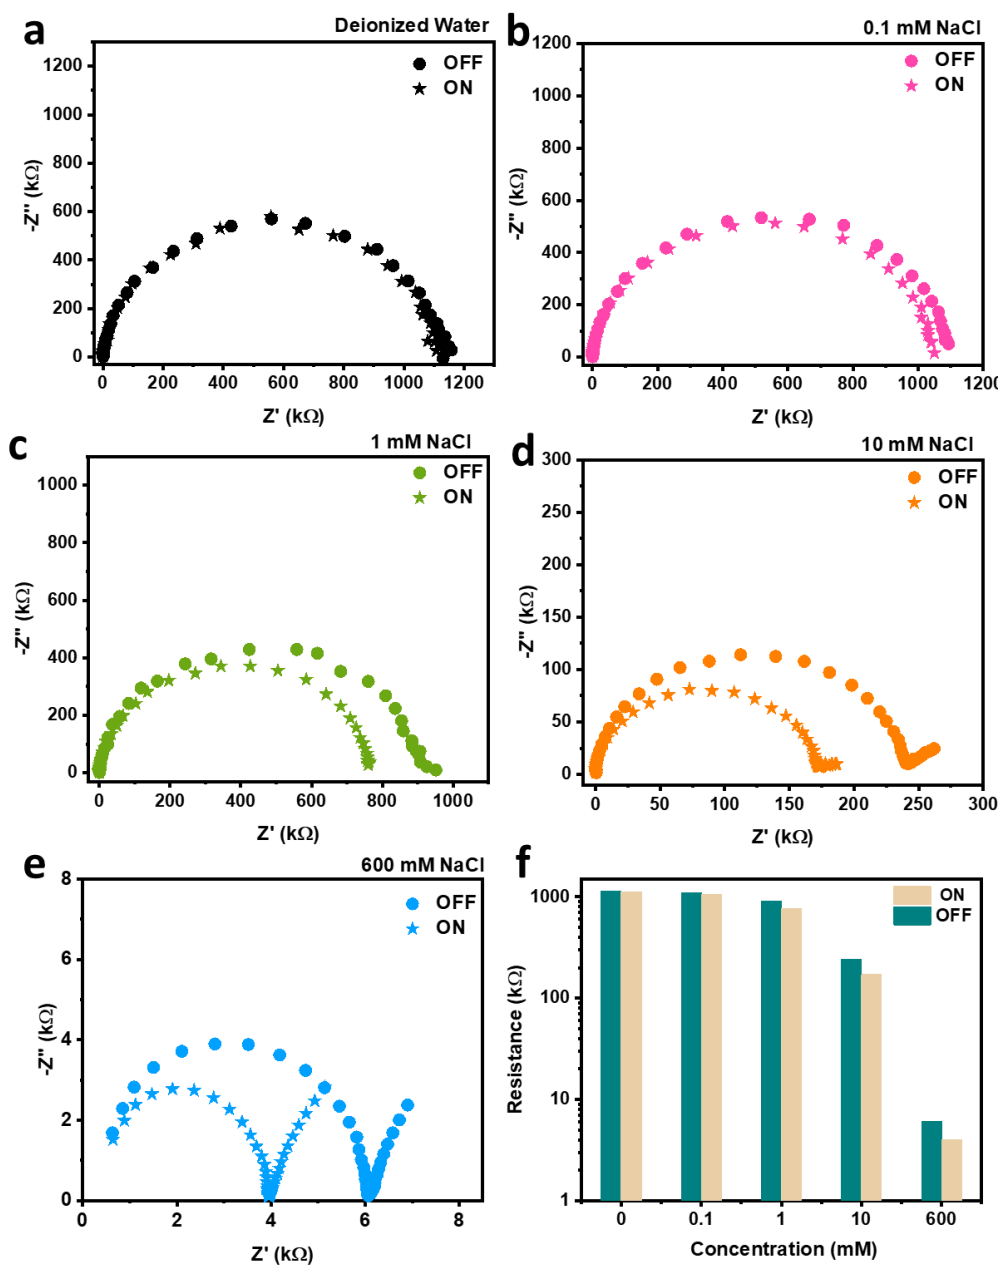 a
Deionized Water
OFF
ON
1200
1000
800
600
400
200
0
-Z" (kΩ)
0 200 400 600 800 1000 1200
Z' (kΩ)
b
0.1 mM NaCl
OFF
ON
1200
1000
800
600
400
200
0
-Z" (kΩ)
0 200 400 600 800 1000 1200
Z' (kΩ)
c
1 mM NaCl
OFF
ON
1000
800
600
400
200
0
-Z" (kΩ)
0 200 400 600 800 1000
Z' (kΩ)
d
10 mM NaCl
OFF
ON
300
250
200
150
100
50
0
-Z" (kΩ)
0 50 100 150 200 250 300
Z' (kΩ)
e
600 mM NaCl
OFF
ON
8
6
4
2
0
-Z" (kΩ)
0 2 4 6 8
Z' (kΩ)
f
ON
OFF
1000
100
10
1
Resistance (kΩ)
0 0.1 1 10 600
Concentration (mM)